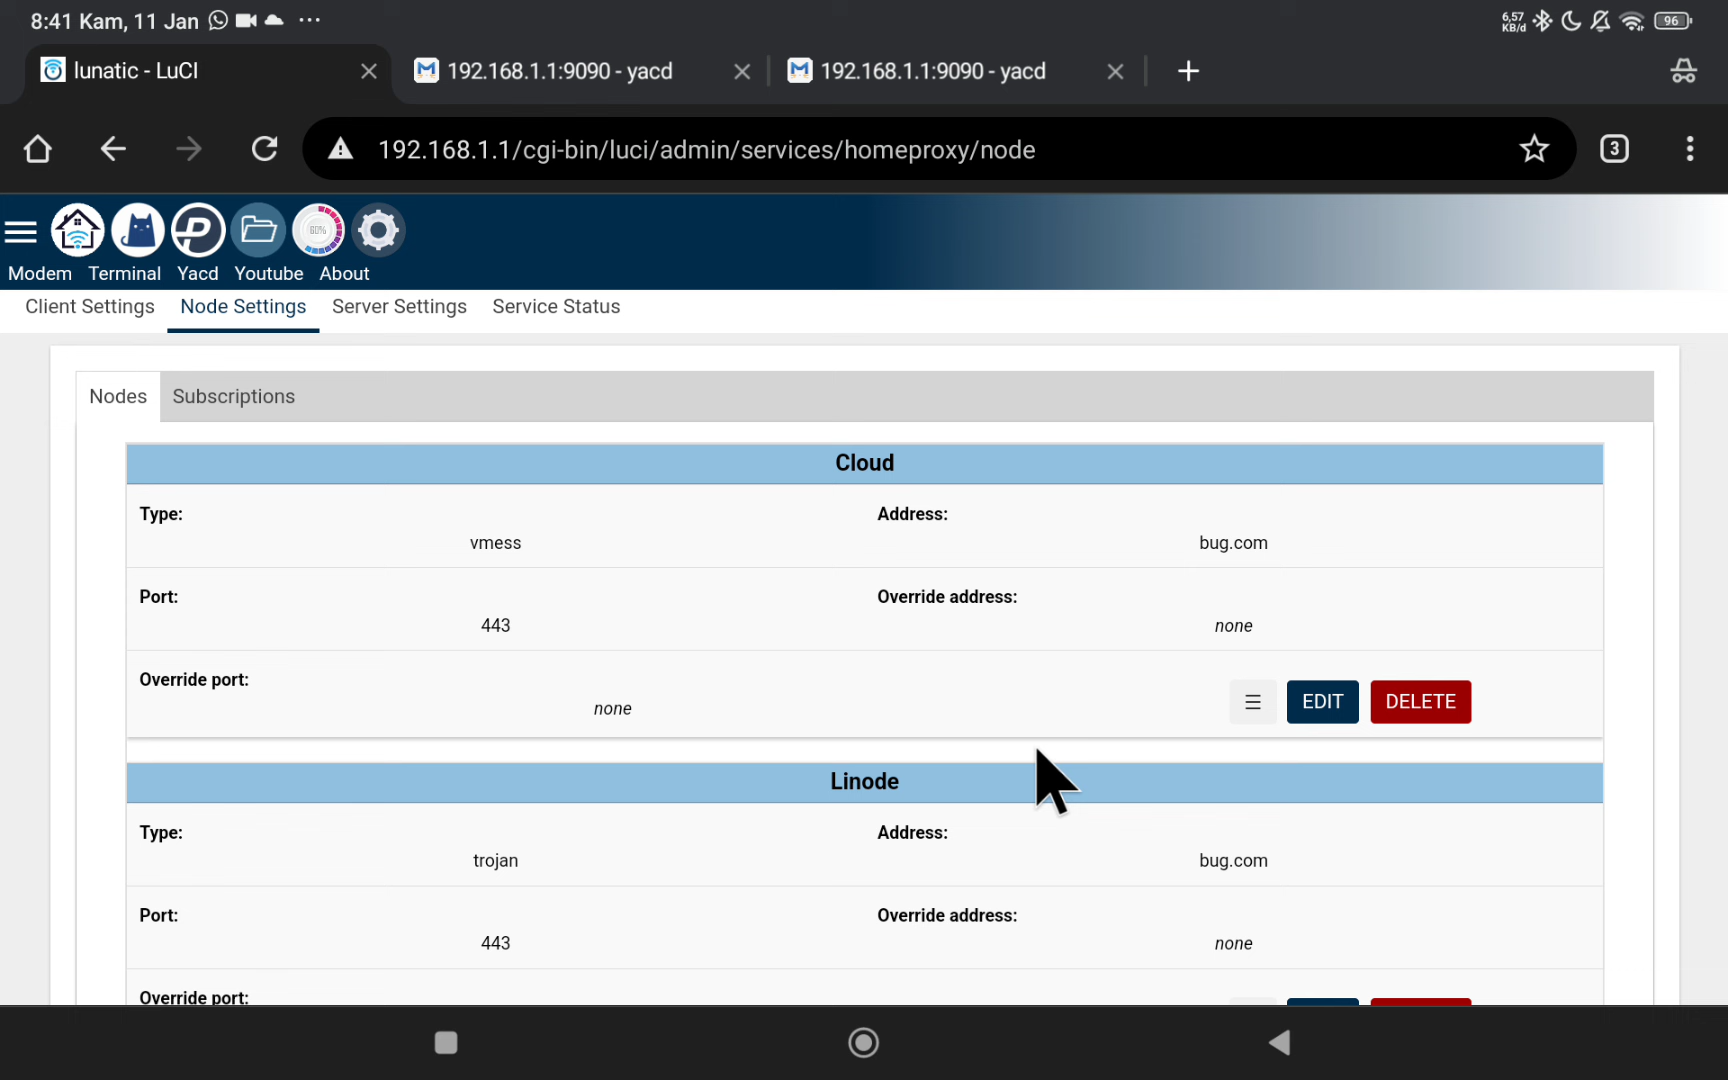 8:41 Kam, 11 Jan
6,57 KB/d
96
lunatic - LuCI
192.168.1.1:9090 - yacd
192.168.1.1:9090 - yacd
192.168.1.1/cgi-bin/luci/admin/services/homeproxy/node
3
60%
Modem Terminal Yacd Youtube About
Client Settings Node Settings Server Settings Service Status
Nodes Subscriptions
Cloud
Type: Address:
vmess bug.com
Port: Override address:
443 none
Override port:
none
EDIT DELETE
Linode
Type: Address:
trojan bug.com
Port: Override address:
443 none
Override port: